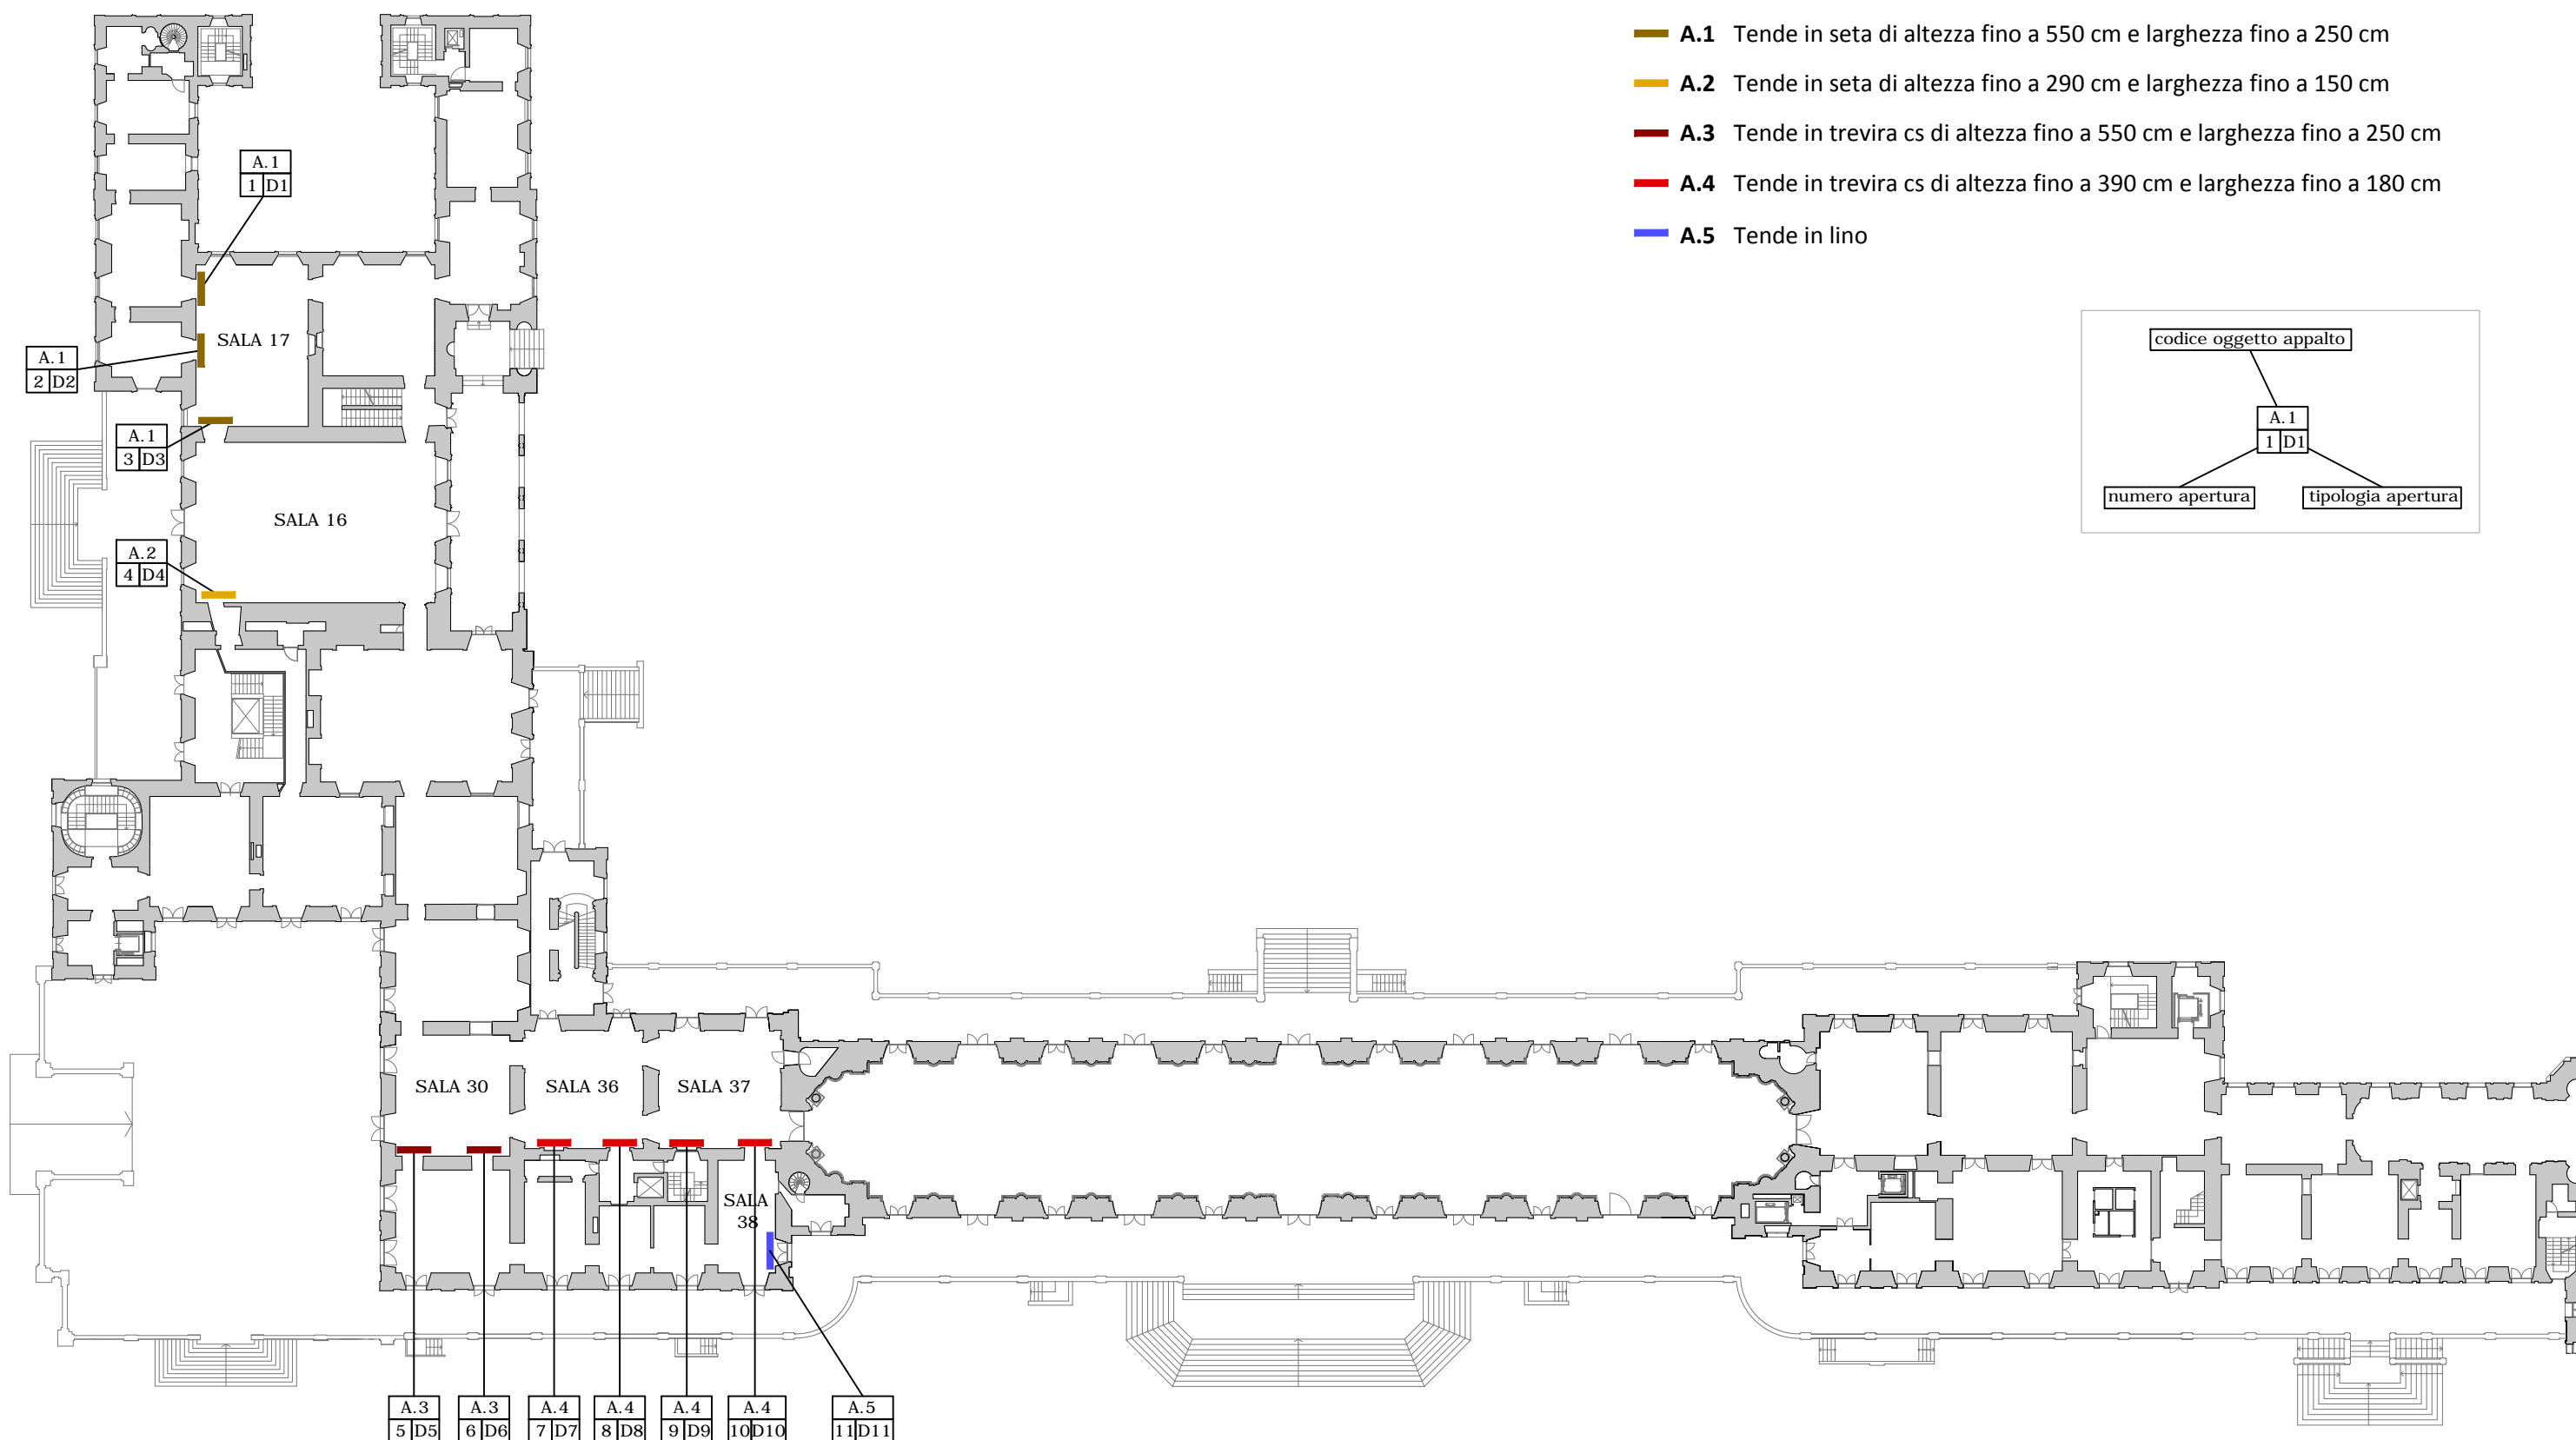 A.1 Tende in seta di altezza fino a 550 cm e larghezza fino a 250 cm
A.2 Tende in seta di altezza fino a 290 cm e larghezza fino a 150 cm
A.3 Tende in trevira cs di altezza fino a 550 cm e larghezza fino a 250 cm
A.4 Tende in trevira cs di altezza fino a 390 cm e larghezza fino a 180 cm
A.5 Tende in lino
codice oggetto appalto
A.1
1 D1
numero apertura tipologia apertura
A.1
1 D1
SALA 17
A.1
2 D2
A.1
3 D3
SALA 16
A.2
4 D4
SALA 30 SALA 36 SALA 37
SALA
38
A.3 A.3 A.4 A.4 A.4 A.4 A.5
5 D5 6 D6 7 D7 8 D8 9 D9 10 D10 11 D11